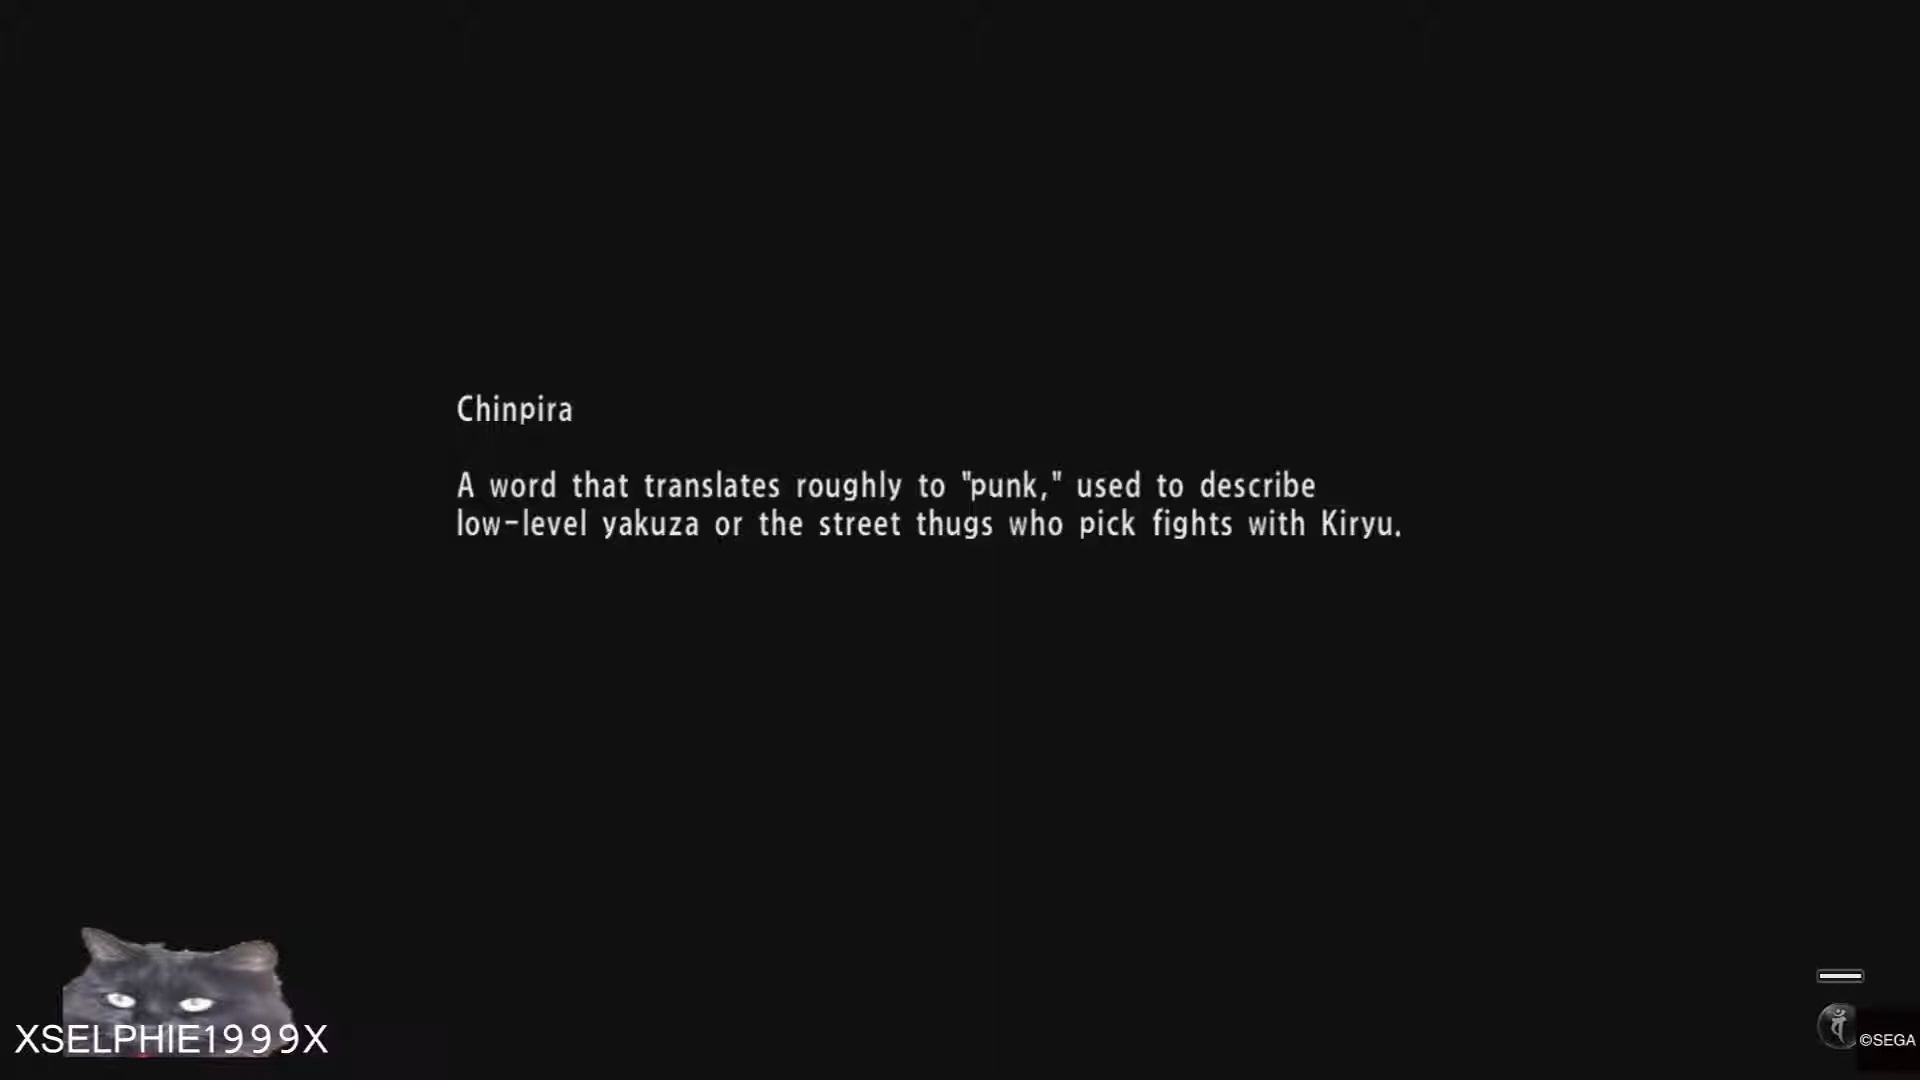 Chinpira
A word that translates roughly to "punk," used to describe
low-level yakuza or the street thugs who pick fights with Kiryu.
XSELPHIE1999X
©SEGA